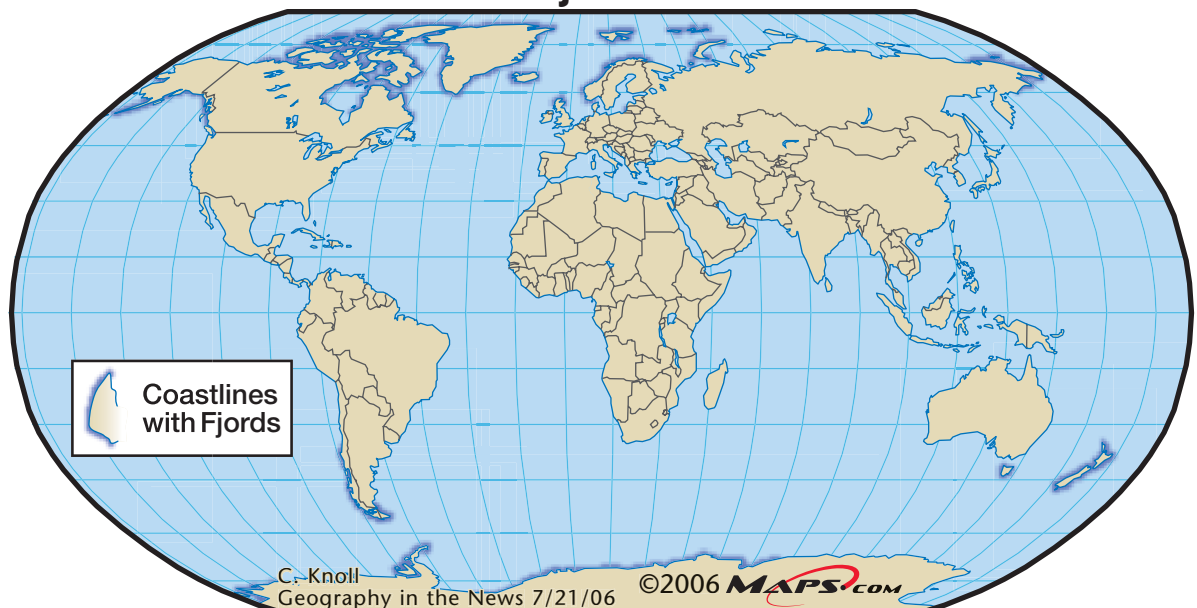 Coastlines
with Fjords
C. Knoll
Geography in the News 7/21/06
©2006 MAPS.COM